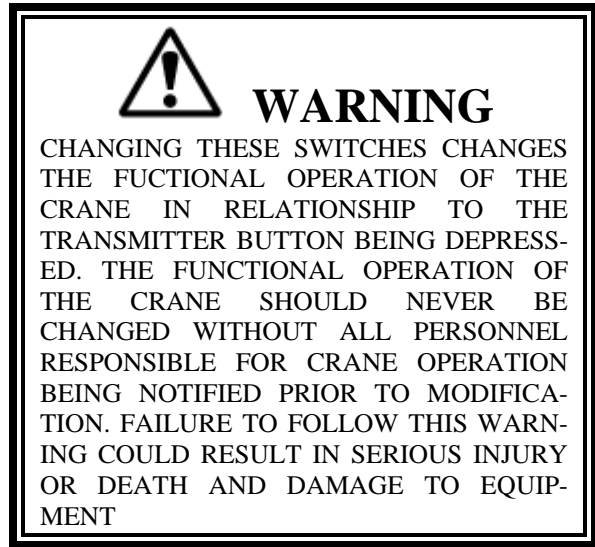 WARNING
CHANGING THESE SWITCHES CHANGES
THE FUCTIONAL OPERATION OF THE
CRANE IN RELATIONSHIP TO THE
TRANSMITTER BUTTON BEING DEPRESS-
ED. THE FUNCTIONAL OPERATION OF
THE CRANE SHOULD NEVER BE
CHANGED WITHOUT ALL PERSONNEL
RESPONSIBLE FOR CRANE OPERATION
BEING NOTIFIED PRIOR TO MODIFICA-
TION. FAILURE TO FOLLOW THIS WARN-
ING COULD RESULT IN SERIOUS INJURY
OR DEATH AND DAMAGE TO EQUIP-
MENT